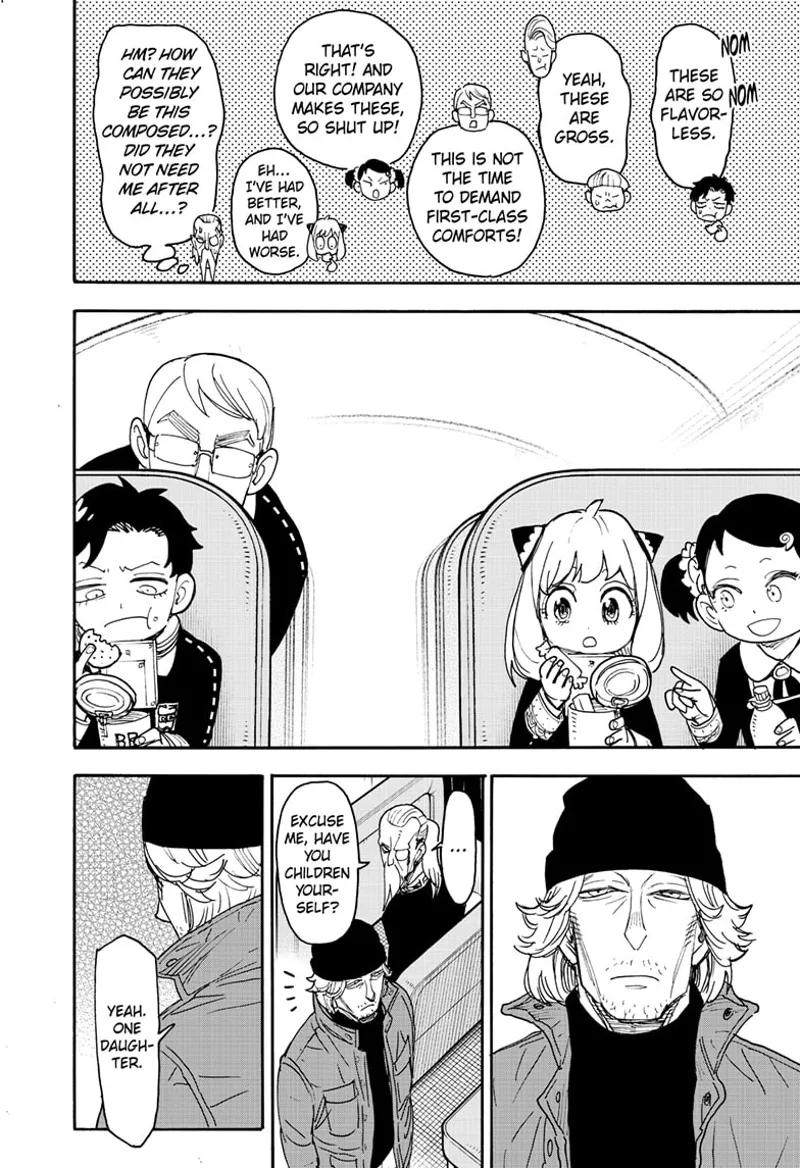 NOM
NOM
THESE
ARE SO
FLAVOR-
LESS.
YEAH,
THESE
ARE
GROSS.
THIS IS NOT
THE TIME
TO DEMAND
FIRST-CLASS
COMFORTS!
THAT'S
RIGHT! AND
OUR COMPANY
MAKES THESE,
SO SHUT UP!
EH...
I'VE HAD
BETTER,
AND I'VE
HAD
WORSE.
HM? HOW
CAN THEY
POSSIBLY
BE THIS
COMPOSED...?
DID THEY
NOT NEED
ME AFTER
ALL...?
BR
...
EXCUSE
ME, HAVE
YOU
CHILDREN
YOUR-
SELF?
YEAH.
ONE
DAUGH-
TER.